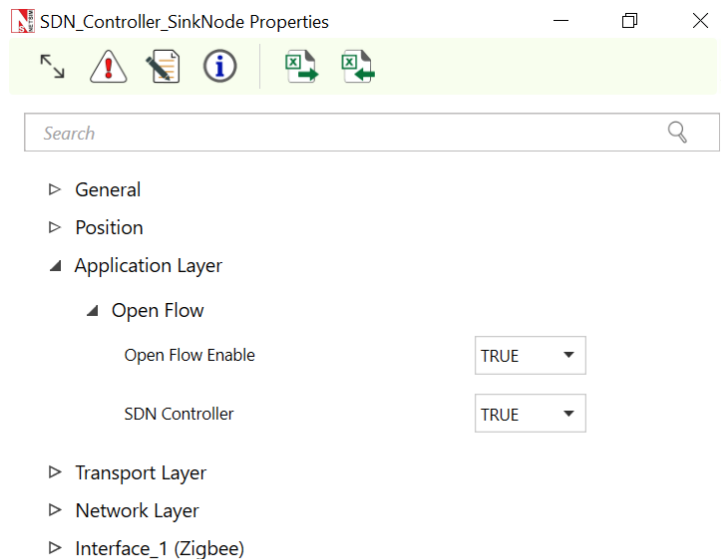 SDN_Controller_SinkNode Properties
Search
General
Position
Application Layer
Open Flow
Open Flow Enable TRUE
SDN Controller TRUE
Transport Layer
Network Layer
Interface_1 (Zigbee)